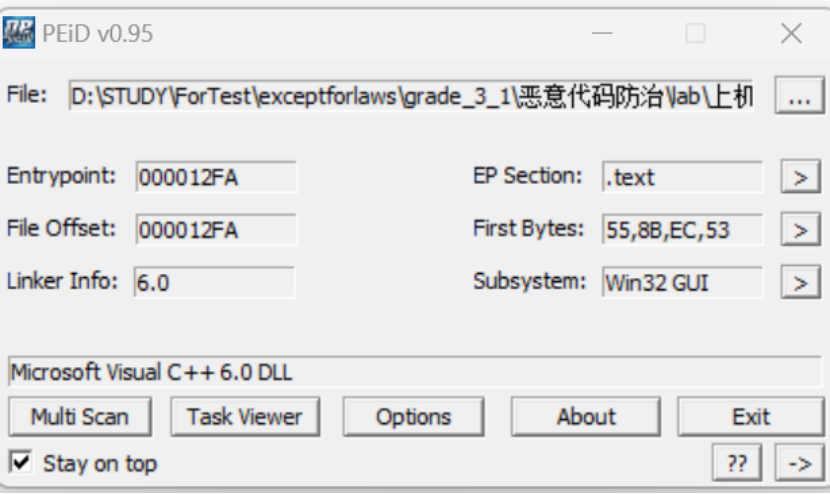 PEiD v0.95
File: D:\STUDY\ForTest\exceptforlaws\grade_3_1\恶意代码防治\lab\上机 ...
Entrypoint: 000012FA EP Section: .text >
File Offset: 000012FA First Bytes: 55,8B,EC,53 >
Linker Info: 6.0 Subsystem: Win32 GUI >
Microsoft Visual C++ 6.0 DLL
Multi Scan Task Viewer Options About Exit
Stay on top ?? ->